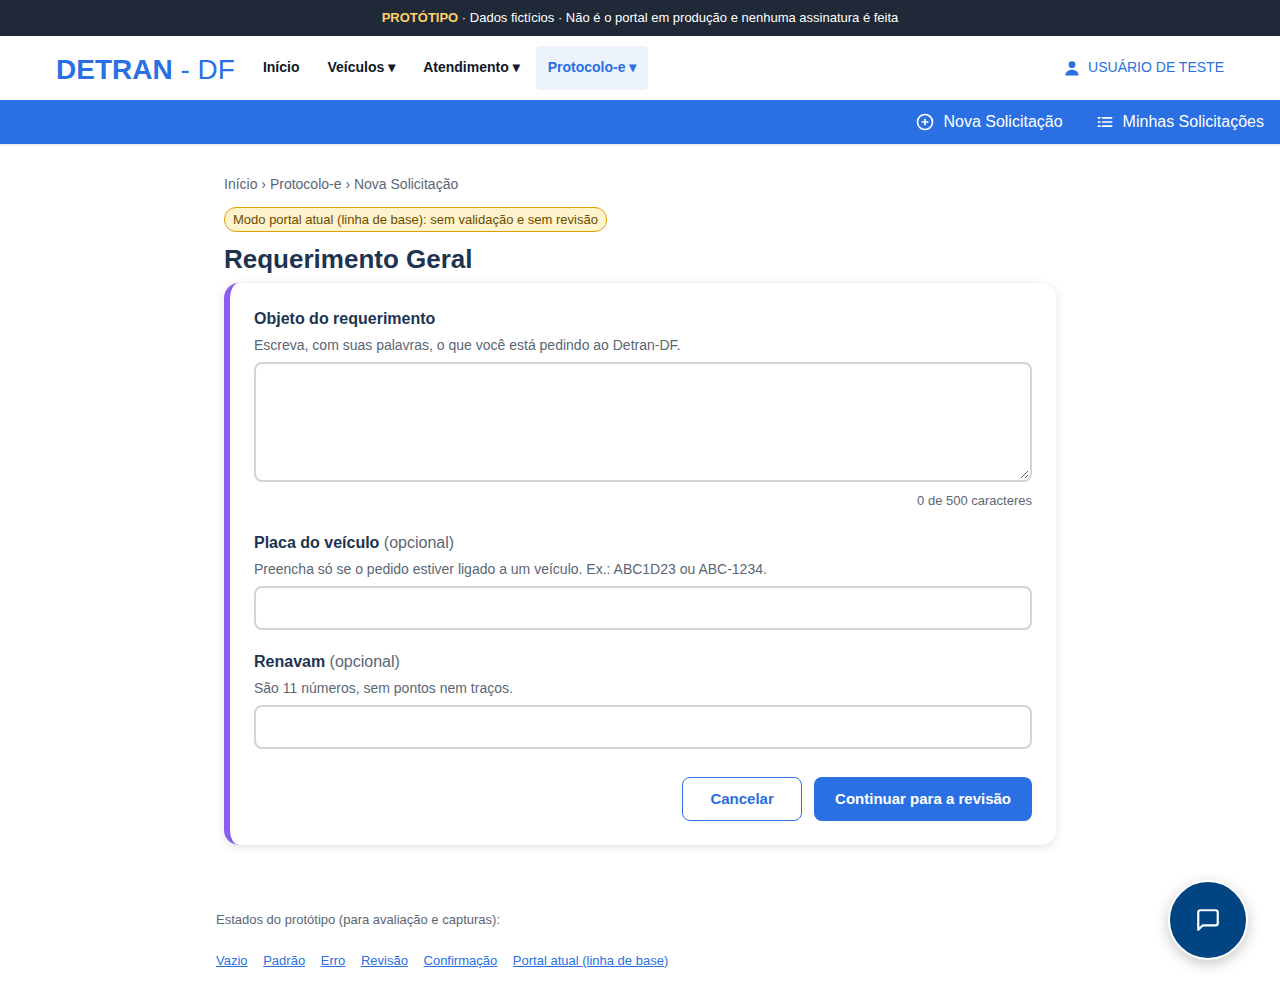 PROTÓTIPO · Dados fictícios · Não é o portal em produção e nenhuma assinatura é feita
DETRAN - DF
Início
Veículos ▾
Atendimento ▾
Protocolo-e ▾
USUÁRIO DE TESTE
Nova Solicitação
Minhas Solicitações
Início › Protocolo-e › Nova Solicitação
Modo portal atual (linha de base): sem validação e sem revisão
Requerimento Geral
Objeto do requerimento
Escreva, com suas palavras, o que você está pedindo ao Detran-DF.
0 de 500 caracteres
Placa do veículo (opcional)
Preencha só se o pedido estiver ligado a um veículo. Ex.: ABC1D23 ou ABC-1234.
Renavam (opcional)
São 11 números, sem pontos nem traços.
Cancelar
Continuar para a revisão
Estados do protótipo (para avaliação e capturas):
Vazio
Padrão
Erro
Revisão
Confirmação
Portal atual (linha de base)